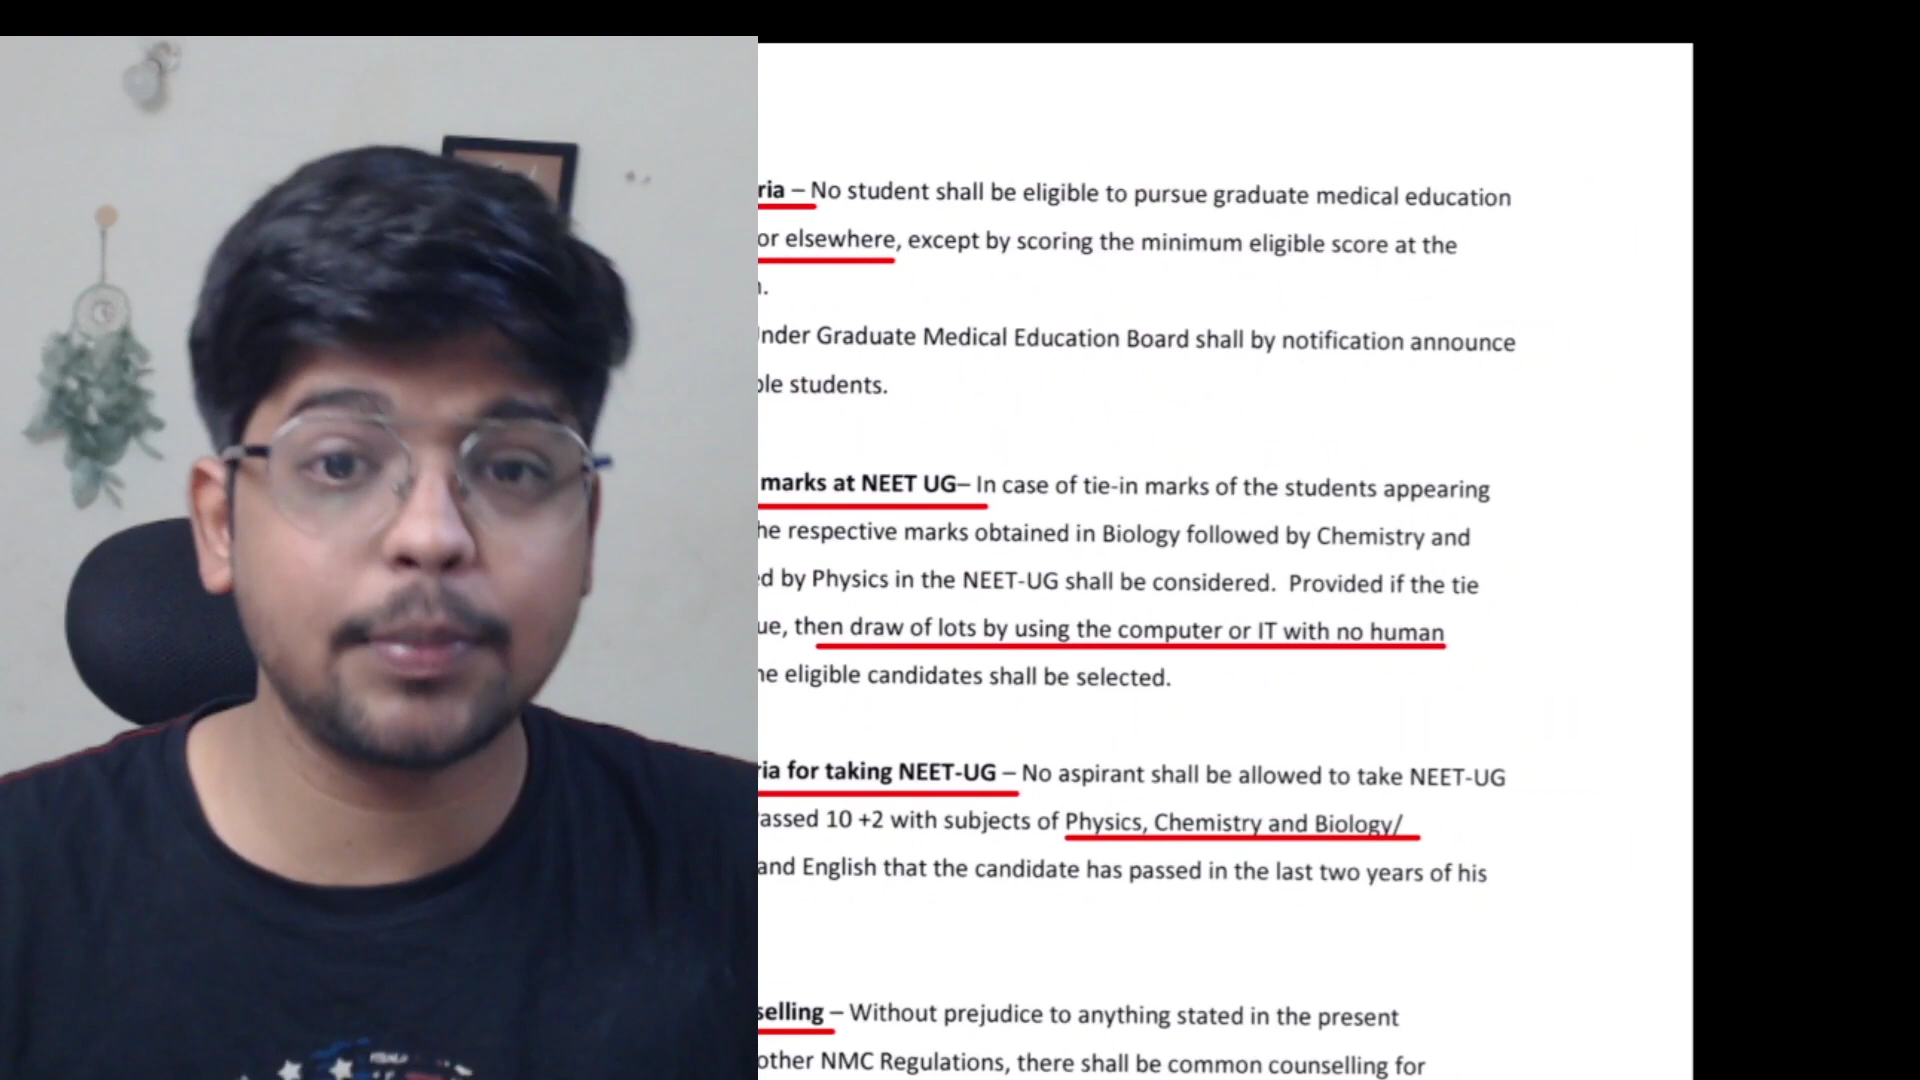 ria – No student shall be eligible to pursue graduate medical education
or elsewhere, except by scoring the minimum eligible score at the
Under Graduate Medical Education Board shall by notification announce
ble students.
marks at NEET UG– In case of tie-in marks of the students appearing
he respective marks obtained in Biology followed by Chemistry and
ed by Physics in the NEET-UG shall be considered. Provided if the tie
ue, then draw of lots by using the computer or IT with no human
he eligible candidates shall be selected.
ria for taking NEET-UG – No aspirant shall be allowed to take NEET-UG
assed 10 +2 with subjects of Physics, Chemistry and Biology/
and English that the candidate has passed in the last two years of his
selling – Without prejudice to anything stated in the present
other NMC Regulations, there shall be common counselling for